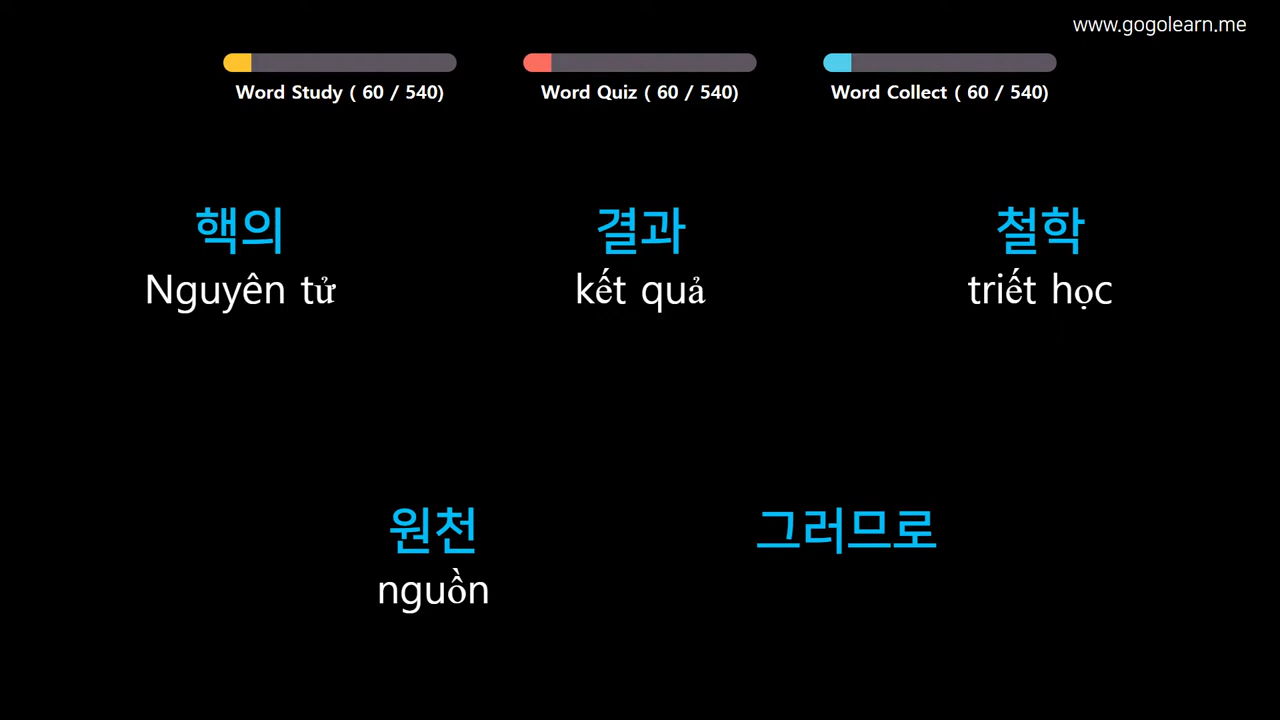 www.gogolearn.me
Word Study ( 60 / 540)
Word Quiz ( 60 / 540)
Word Collect ( 60 / 540)
핵의
Nguyên tử
결과
kết quả
철학
triết học
원천
nguồn
그러므로